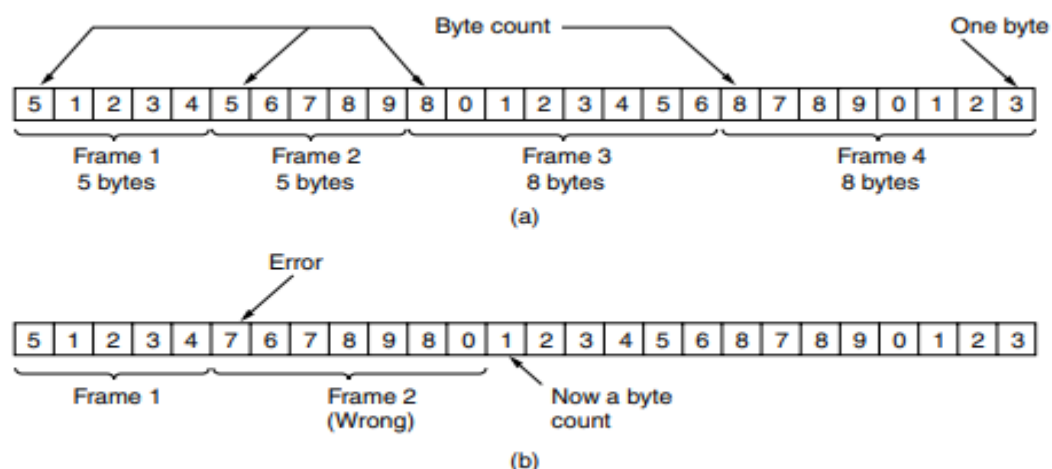 Byte count
One byte
5 1 2 3 4 5 6 7 8 9 8 0 1 2 3 4 5 6 8 7 8 9 0 1 2 3
Frame 1 Frame 2 Frame 3 Frame 4
5 bytes 5 bytes 8 bytes 8 bytes
(a)
Error
5 1 2 3 4 7 6 7 8 9 8 0 1 2 3 4 5 6 8 7 8 9 0 1 2 3
Frame 1 Frame 2 Now a byte
(Wrong) count
(b)